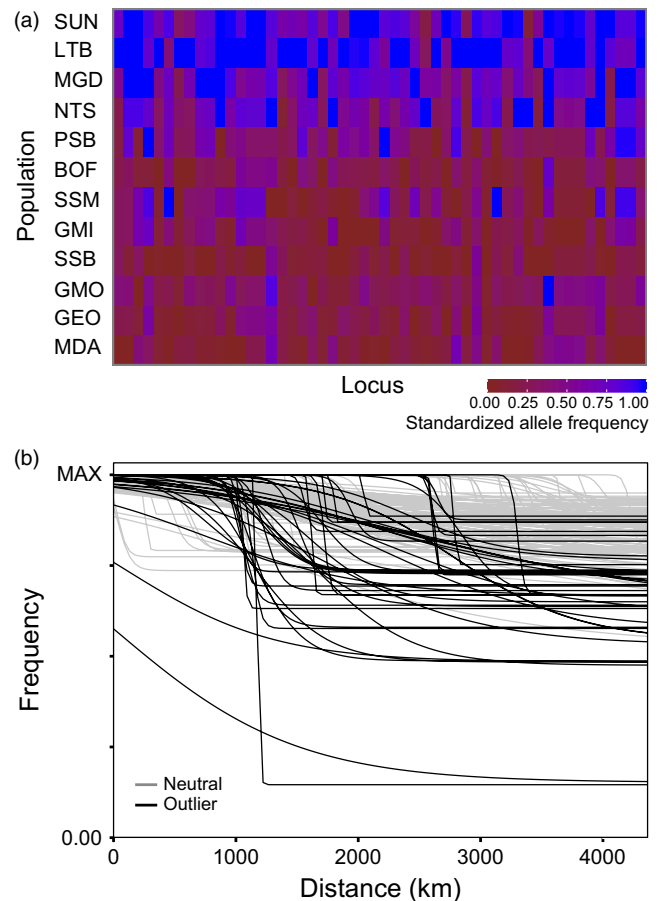 (a)
Population
SUN
LTB
MGD
NTS
PSB
BOF
SSM
GMI
SSB
GMO
GEO
MDA
Locus
0.00 0.25 0.50 0.75 1.00
Standardized allele frequency
(b)
Frequency
MAX
0.00
Neutral
Outlier
0 1000 2000 3000 4000
Distance (km)